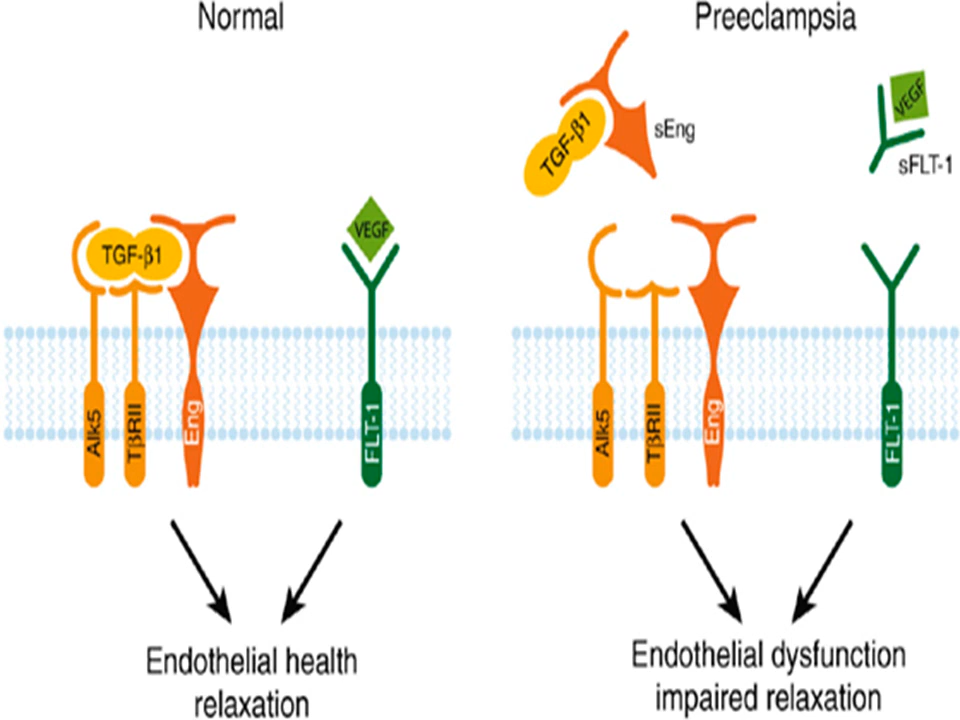 Normal
TGF-β1
VEGF
Alk5
TβRII
Eng
FLT-1
Endothelial health
relaxation
Preeclampsia
TGF-β1
sEng
VEGF
sFLT-1
Alk5
TβRII
Eng
FLT-1
Endothelial dysfunction
impaired relaxation